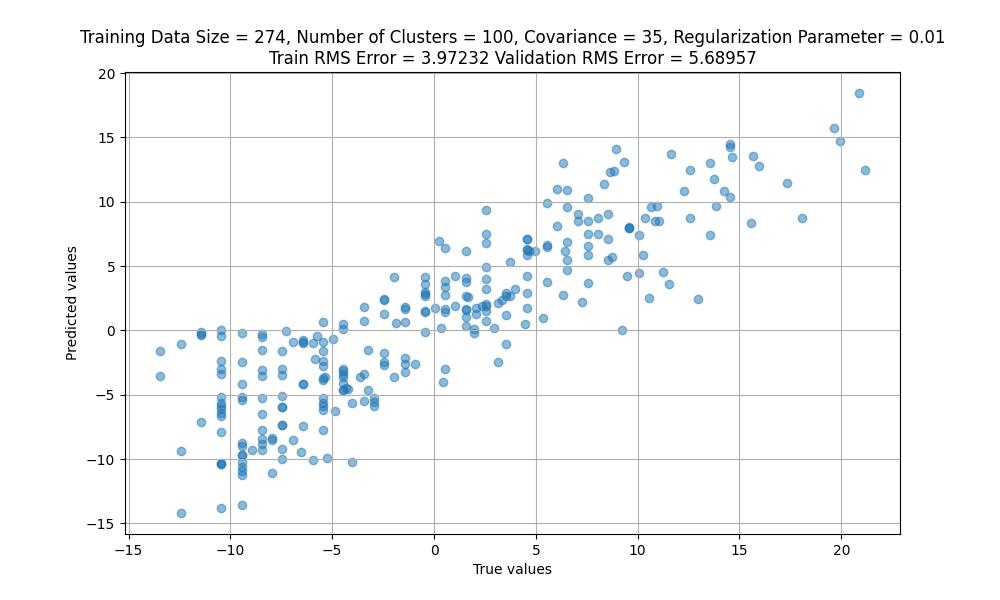 Training Data Size = 274, Number of Clusters = 100, Covariance = 35, Regularization Parameter = 0.01
Train RMS Error = 3.97232 Validation RMS Error = 5.68957
20
15
10
5
0
−5
−10
−15
Predicted values
−15 −10 −5 0 5 10 15 20
True values